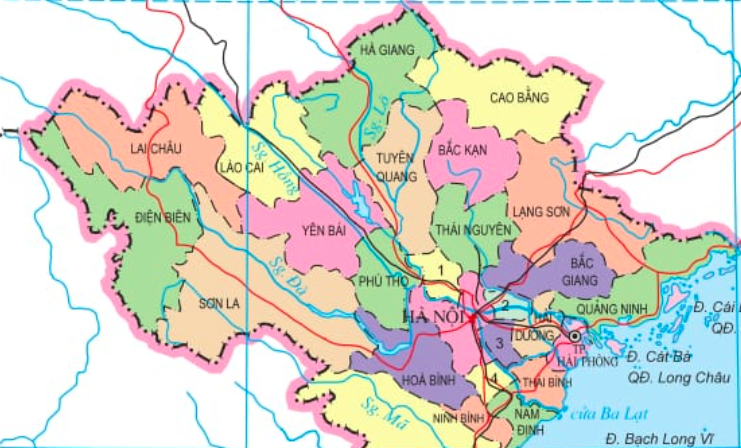 HÀ GIANG
CAO BẰNG
Sg. Lô
LAI CHÂU
LÀO CAI
Sg. Hồng
TUYÊN
QUANG
BẮC KẠN
ĐIỆN BIÊN
YÊN BÁI
THÁI NGUYÊN
LẠNG SƠN
Sg. Đà
PHÚ THỌ
1
BẮC
GIANG
SƠN LA
HÀ NỘI
2
HẢI
DƯƠNG
QUẢNG NINH
Đ. Cái B
QĐ.
3
TP.
HẢI PHÒNG
Đ. Cát Bà
QĐ. Long Châu
HOÀ BÌNH
4
THÁI BÌNH
Sg. Mã
NINH BÌNH
NAM
ĐỊNH
cửa Ba Lạt
Đ. Bạch Long Vĩ